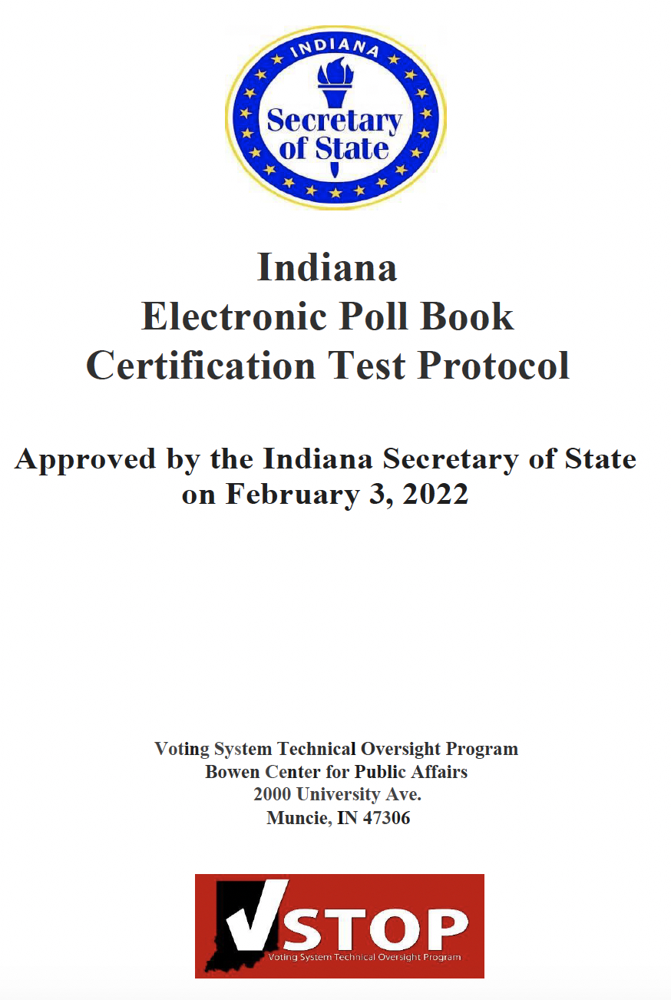 INDIANA
Secretary
of State
Indiana
Electronic Poll Book
Certification Test Protocol
Approved by the Indiana Secretary of State
on February 3, 2022
Voting System Technical Oversight Program
Bowen Center for Public Affairs
2000 University Ave.
Muncie, IN 47306
VSTOP
Voting System Technical Oversight Program